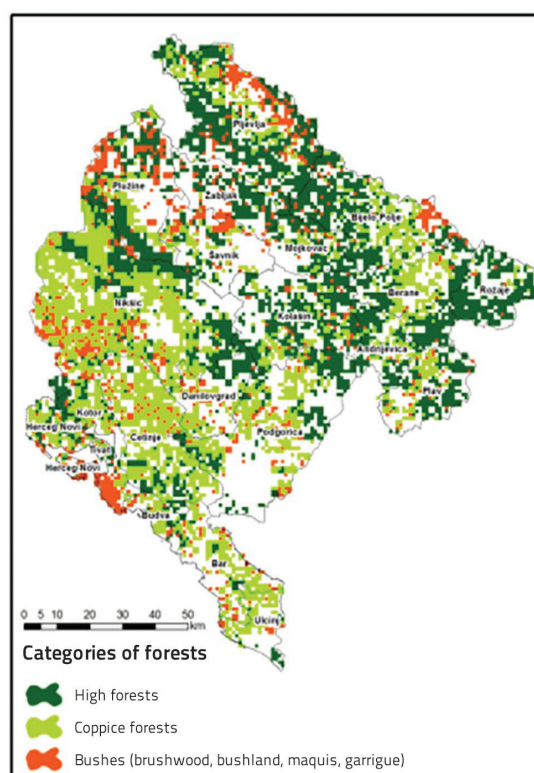 Pljevlja
Plužine
Žabljak
Bijelo Polje
Šavnik
Mojkovac
Berane
Rožaje
Nikšić
Kolašin
Andrijevica
Plav
Danilovgrad
Kotor
Herceg Novi
Cetinje
Podgorica
Tivat
Herceg Novi
Budva
Bar
Ulcinj
0 5 10 20 30 40 50
km
Categories of forests
High forests
Coppice forests
Bushes (brushwood, bushland, maquis, garrigue)